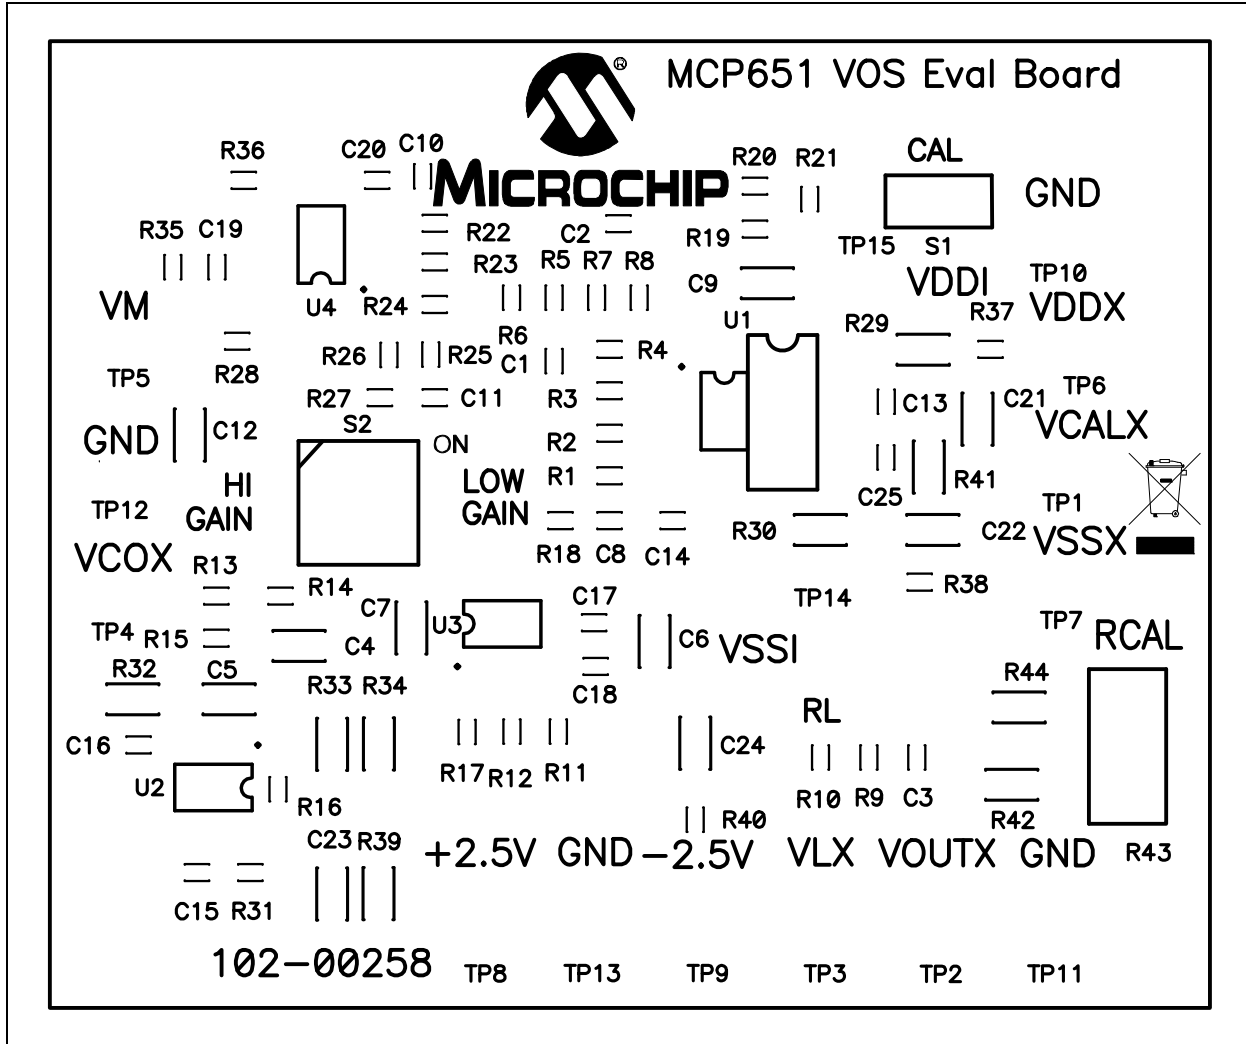 MCP651 VOS Eval Board
®
MICROCHIP
R36
C20
C10
R20
R21
CAL
GND
R35
C19
R22
C2
R19
TP15
S1
R23
R5
R7
R8
C9
VDDI
TP10
VM
U4
R24
U1
R29
VDDX
R37
R6
R26
R25
C1
R4
R28
TP5
R27
C11
R3
C13
C21
TP6
S2
GND
C12
ON
R2
VCALX
HI
GAIN
LOW
GAIN
R1
C25
R41
TP12
R18
C8
C14
R30
C22
TP1
VSSX
VCOX
R13
R14
R38
C7
C17
TP14
TP4
R15
C4
U3
C6
VSSI
TP7
RCAL
R32
C5
R33
R34
C18
R44
RL
C16
C24
U2
R16
R17
R12
R11
R10
R9
C3
R40
R42
C23
R39
+2.5V
GND
-2.5V
VLX
VOUTX
GND
R43
C15
R31
102-00258
TP8
TP13
TP9
TP3
TP2
TP11